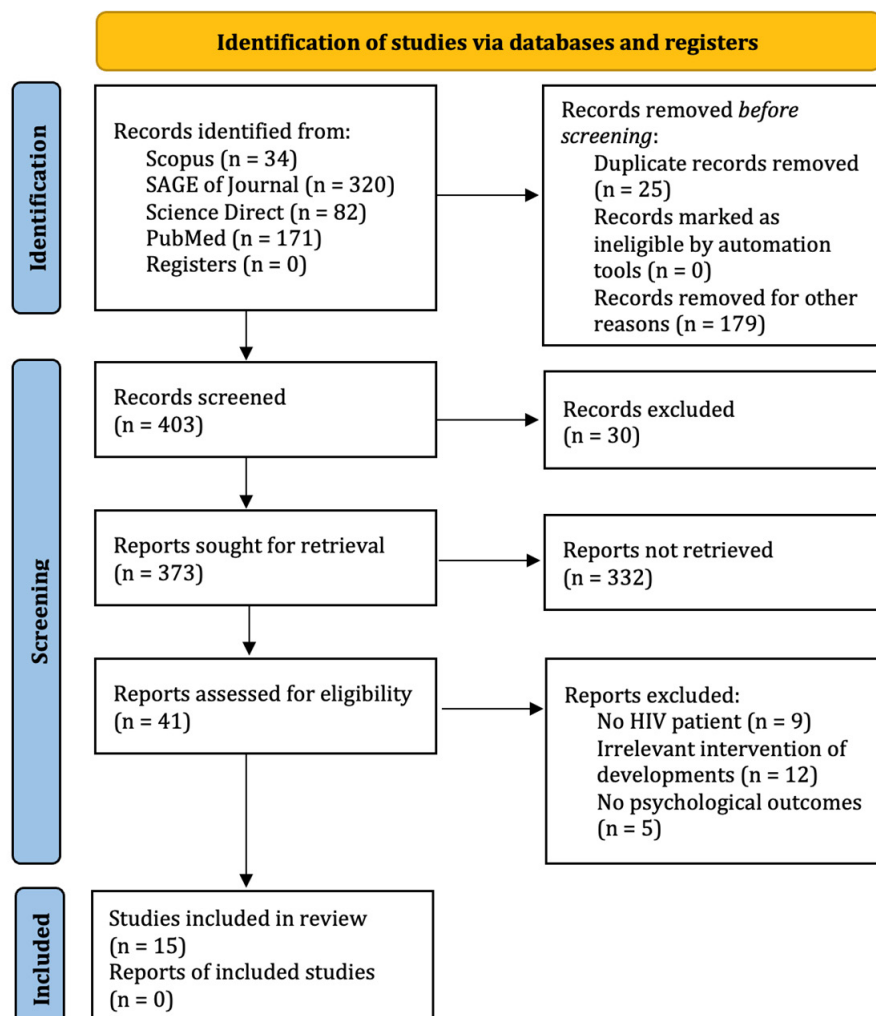 Identification of studies via databases and registers
Identification
Records identified from:
Scopus (n = 34)
SAGE of Journal (n = 320)
Science Direct (n = 82)
PubMed (n = 171)
Registers (n = 0)
Records removed before
screening:
Duplicate records removed
(n = 25)
Records marked as
ineligible by automation
tools (n = 0)
Records removed for other
reasons (n = 179)
Screening
Records screened
(n = 403)
Records excluded
(n = 30)
Reports sought for retrieval
(n = 373)
Reports not retrieved
(n = 332)
Reports assessed for eligibility
(n = 41)
Reports excluded:
No HIV patient (n = 9)
Irrelevant intervention of
developments (n = 12)
No psychological outcomes
(n = 5)
Included
Studies included in review
(n = 15)
Reports of included studies
(n = 0)